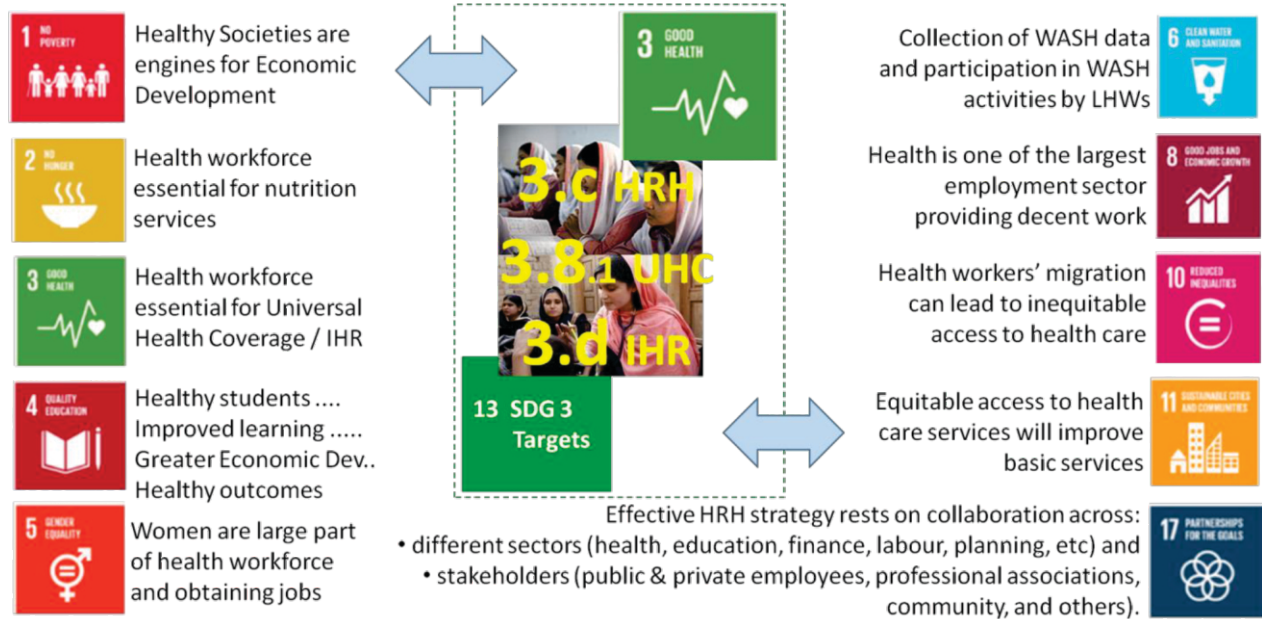 1 NO
POVERTY
Healthy Societies are
engines for Economic
Development
2 NO
HUNGER
Health workforce
essential for nutrition
services
3 GOOD
HEALTH
Health workforce
essential for Universal
Health Coverage / IHR
4 QUALITY
EDUCATION
Healthy students ....
Improved learning .....
Greater Economic Dev..
Healthy outcomes
5 GENDER
EQUALITY
Women are large part
of health workforce
and obtaining jobs
3 GOOD
HEALTH
3.c HRH
3.8.1 UHC
3.d IHR
13 SDG 3
Targets
Collection of WASH data
and participation in WASH
activities by LHWs
6 CLEAN WATER
AND SANITATION
Health is one of the largest
employment sector
providing decent work
8 GOOD JOBS AND
ECONOMIC GROWTH
Health workers’ migration
can lead to inequitable
access to health care
10 REDUCED
INEQUALITIES
Equitable access to health
care services will improve
basic services
11 SUSTAINABLE CITIES
AND COMMUNITIES
Effective HRH strategy rests on collaboration across:
• different sectors (health, education, finance, labour, planning, etc) and
• stakeholders (public & private employees, professional associations,
community, and others).
17 PARTNERSHIPS
FOR THE GOALS